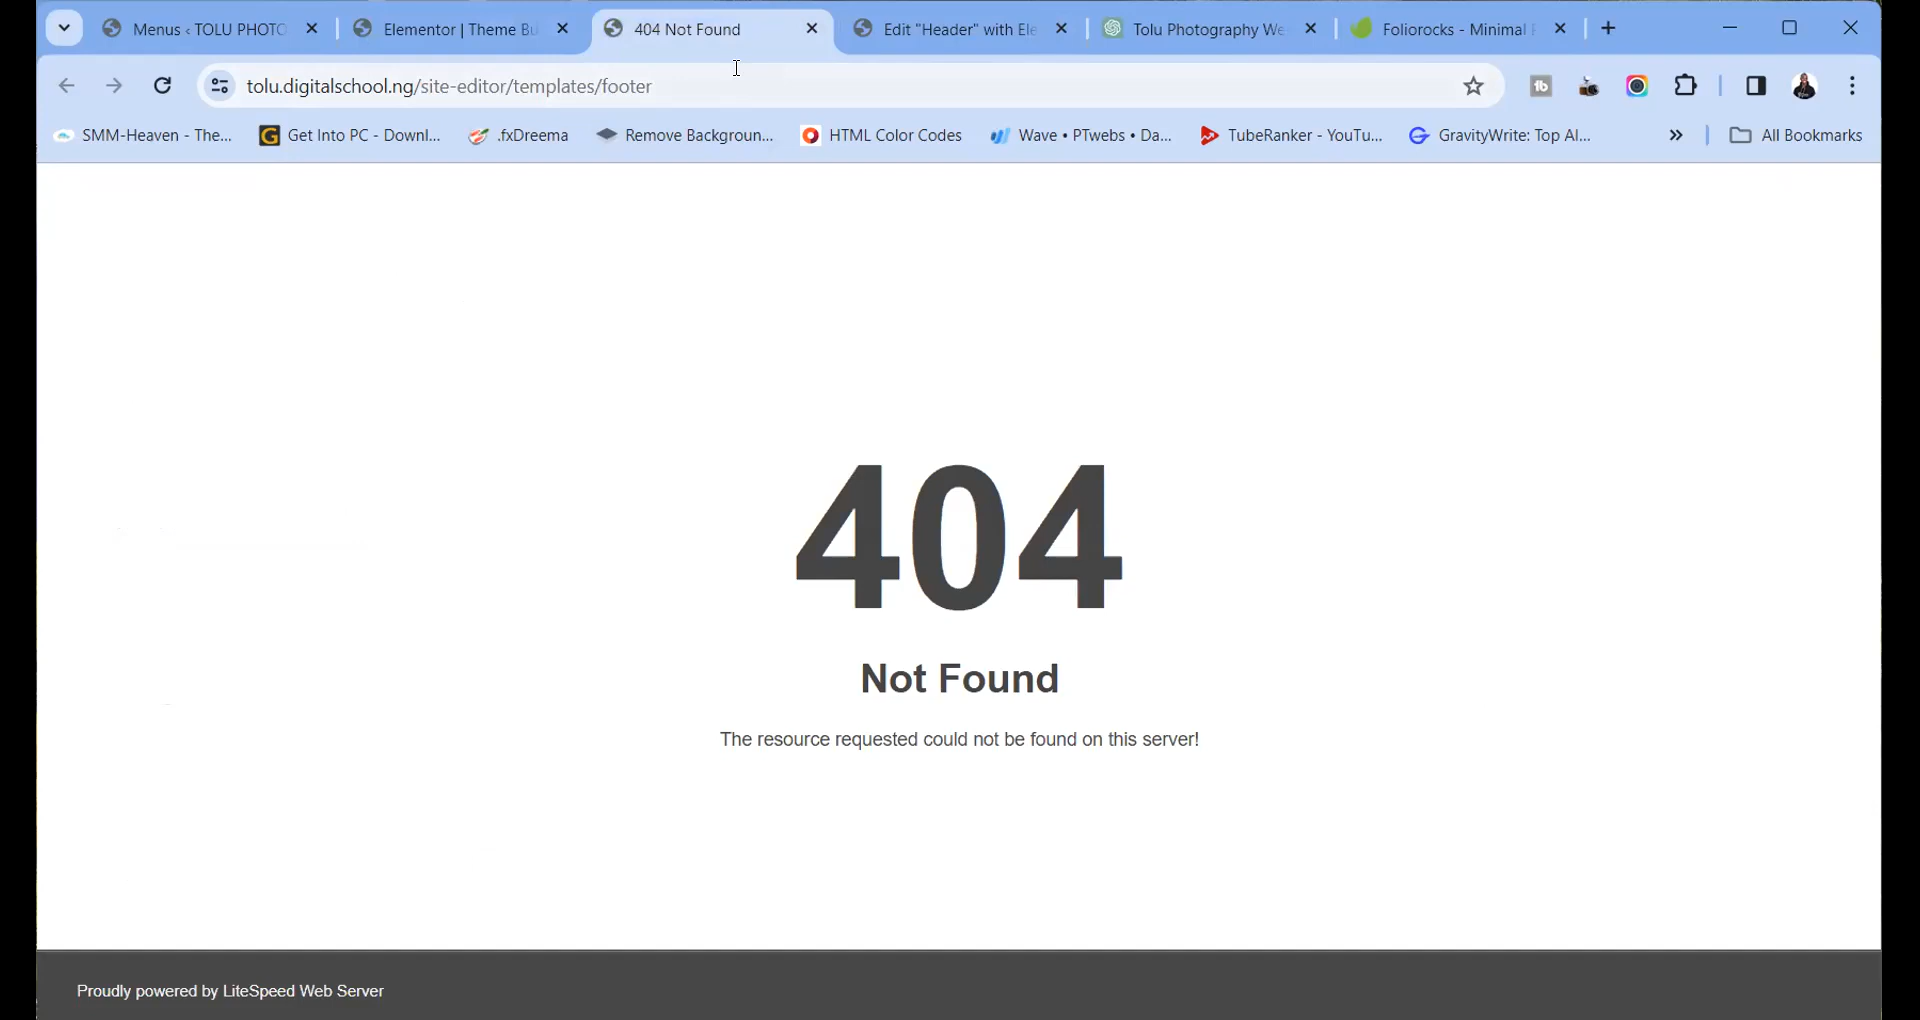 Menus ‹ TOLU PHOTO
Elementor | Theme Bu
404 Not Found
Edit "Header" with Ele
Tolu Photography We
Foliorocks - Minimal
tolu.digitalschool.ng/site-editor/templates/footer
SMM-Heaven - The...
Get Into PC - Downl...
.fxDreema
Remove Backgroun...
HTML Color Codes
Wave • PTwebs • Da...
TubeRanker - YouTu...
GravityWrite: Top AI...
All Bookmarks
404
Not Found
The resource requested could not be found on this server!
Proudly powered by LiteSpeed Web Server